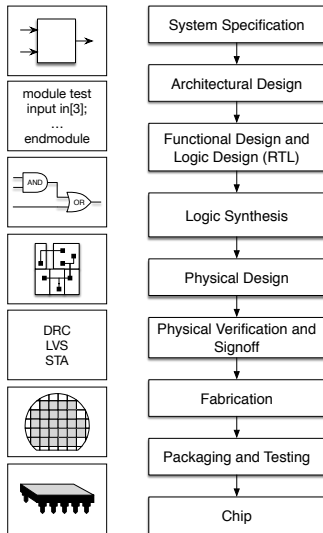 System Specification
module test
input in[3];
...
endmodule
Architectural Design
Functional Design and
Logic Design (RTL)
AND
OR
Logic Synthesis
Physical Design
DRC
LVS
STA
Physical Verification and
Signoff
Fabrication
Packaging and Testing
Chip